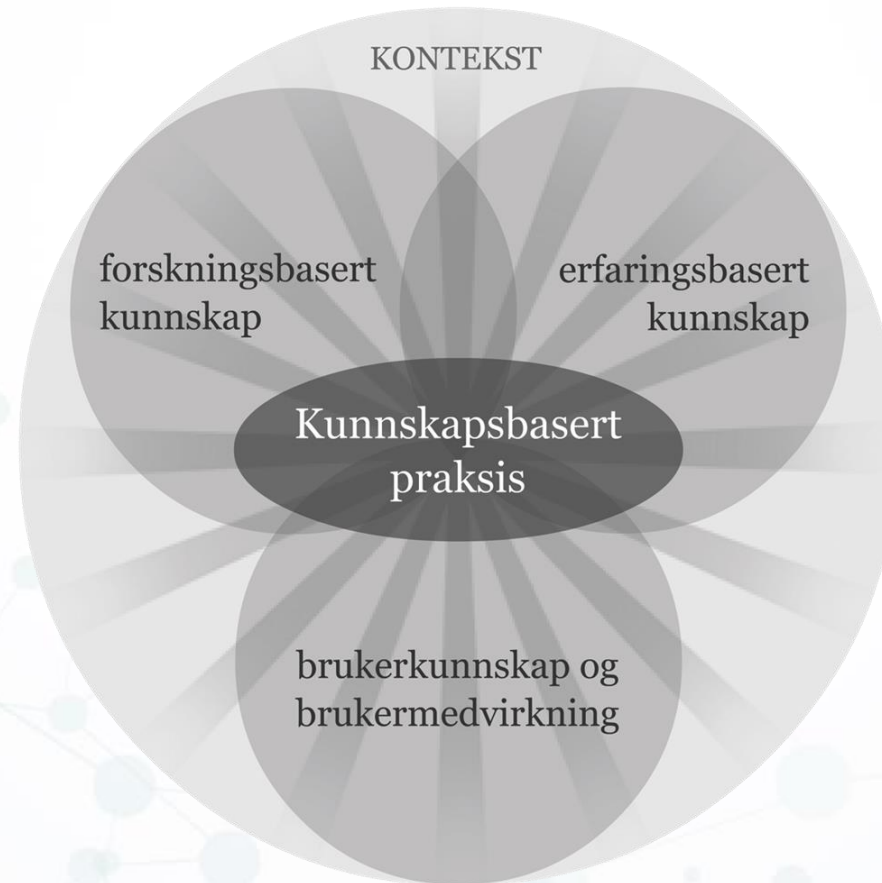 KONTEKST
forskningsbasert
kunnskap
erfaringsbasert
kunnskap
Kunnskapsbasert
praksis
brukerkunnskap og
brukermedvirkning